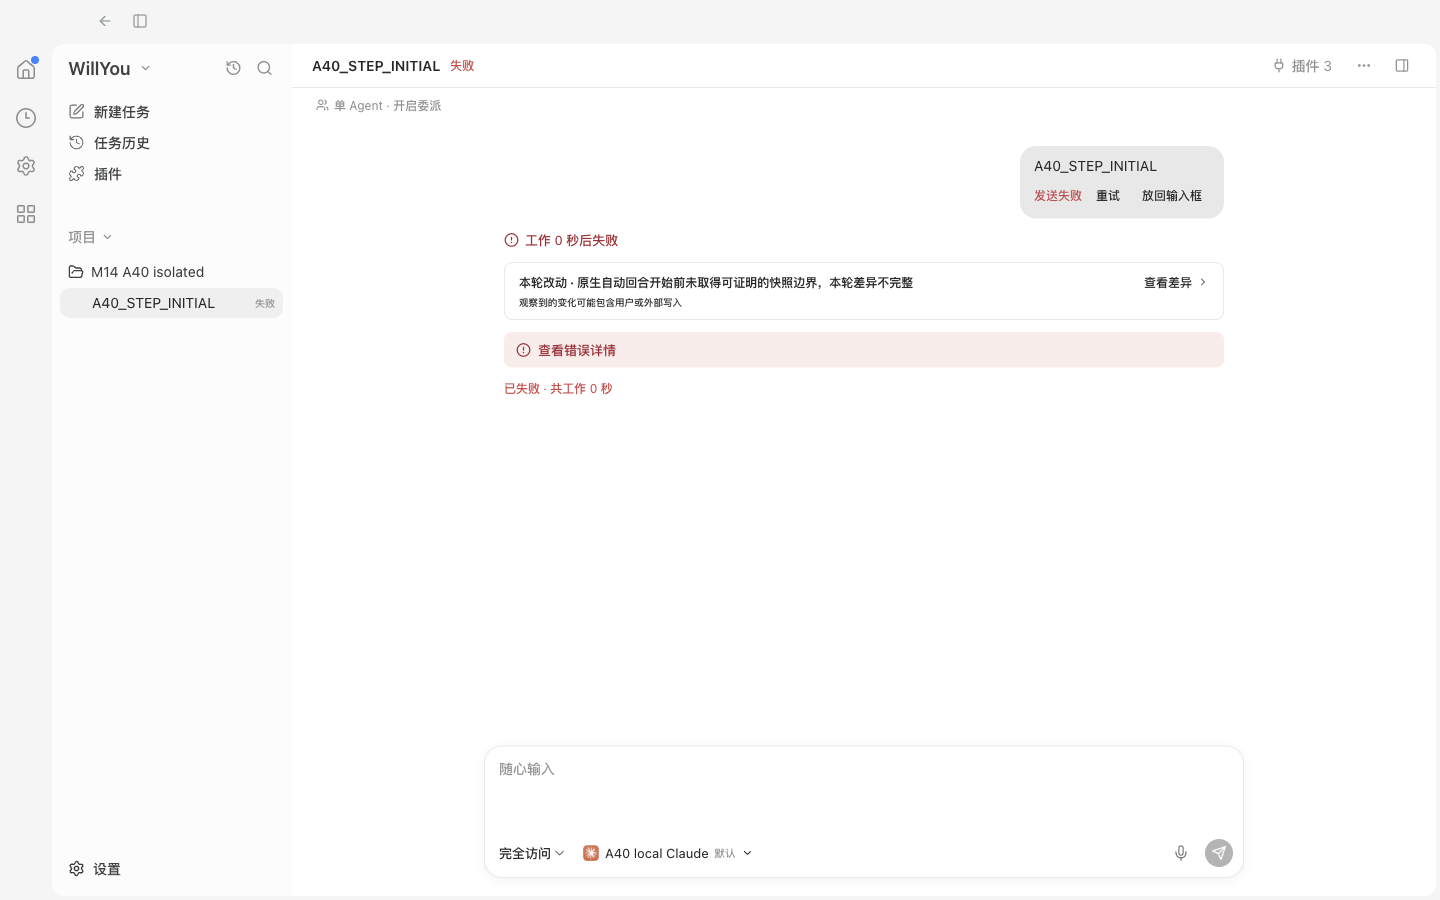 WillYou
新建任务
任务历史
插件
项目
M14 A40 isolated
A40_STEP_INITIAL 失败
设置
A40_STEP_INITIAL 失败
插件 3
单 Agent · 开启委派
A40_STEP_INITIAL
发送失败 重试 放回输入框
工作 0 秒后失败
本轮改动 · 原生自动回合开始前未取得可证明的快照边界，本轮差异不完整 查看差异
观察到的变化可能包含用户或外部写入
查看错误详情
已失败 · 共工作 0 秒
随心输入
完全访问 A40 local Claude 默认